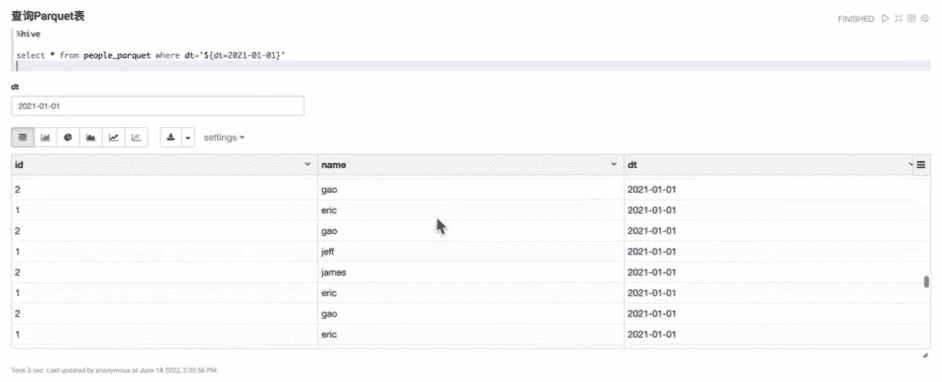 查询Parquet表
FINISHED
%hive
select * from people_parquet where dt='${dt=2021-01-01}'
dt
2021-01-01
settings
id name dt
2 gao 2021-01-01
1 eric 2021-01-01
2 gao 2021-01-01
1 jeff 2021-01-01
2 james 2021-01-01
1 eric 2021-01-01
2 gao 2021-01-01
1 eric 2021-01-01
Took 0 sec. Last updated by anonymous at June 18 2022, 2:30:56 PM.